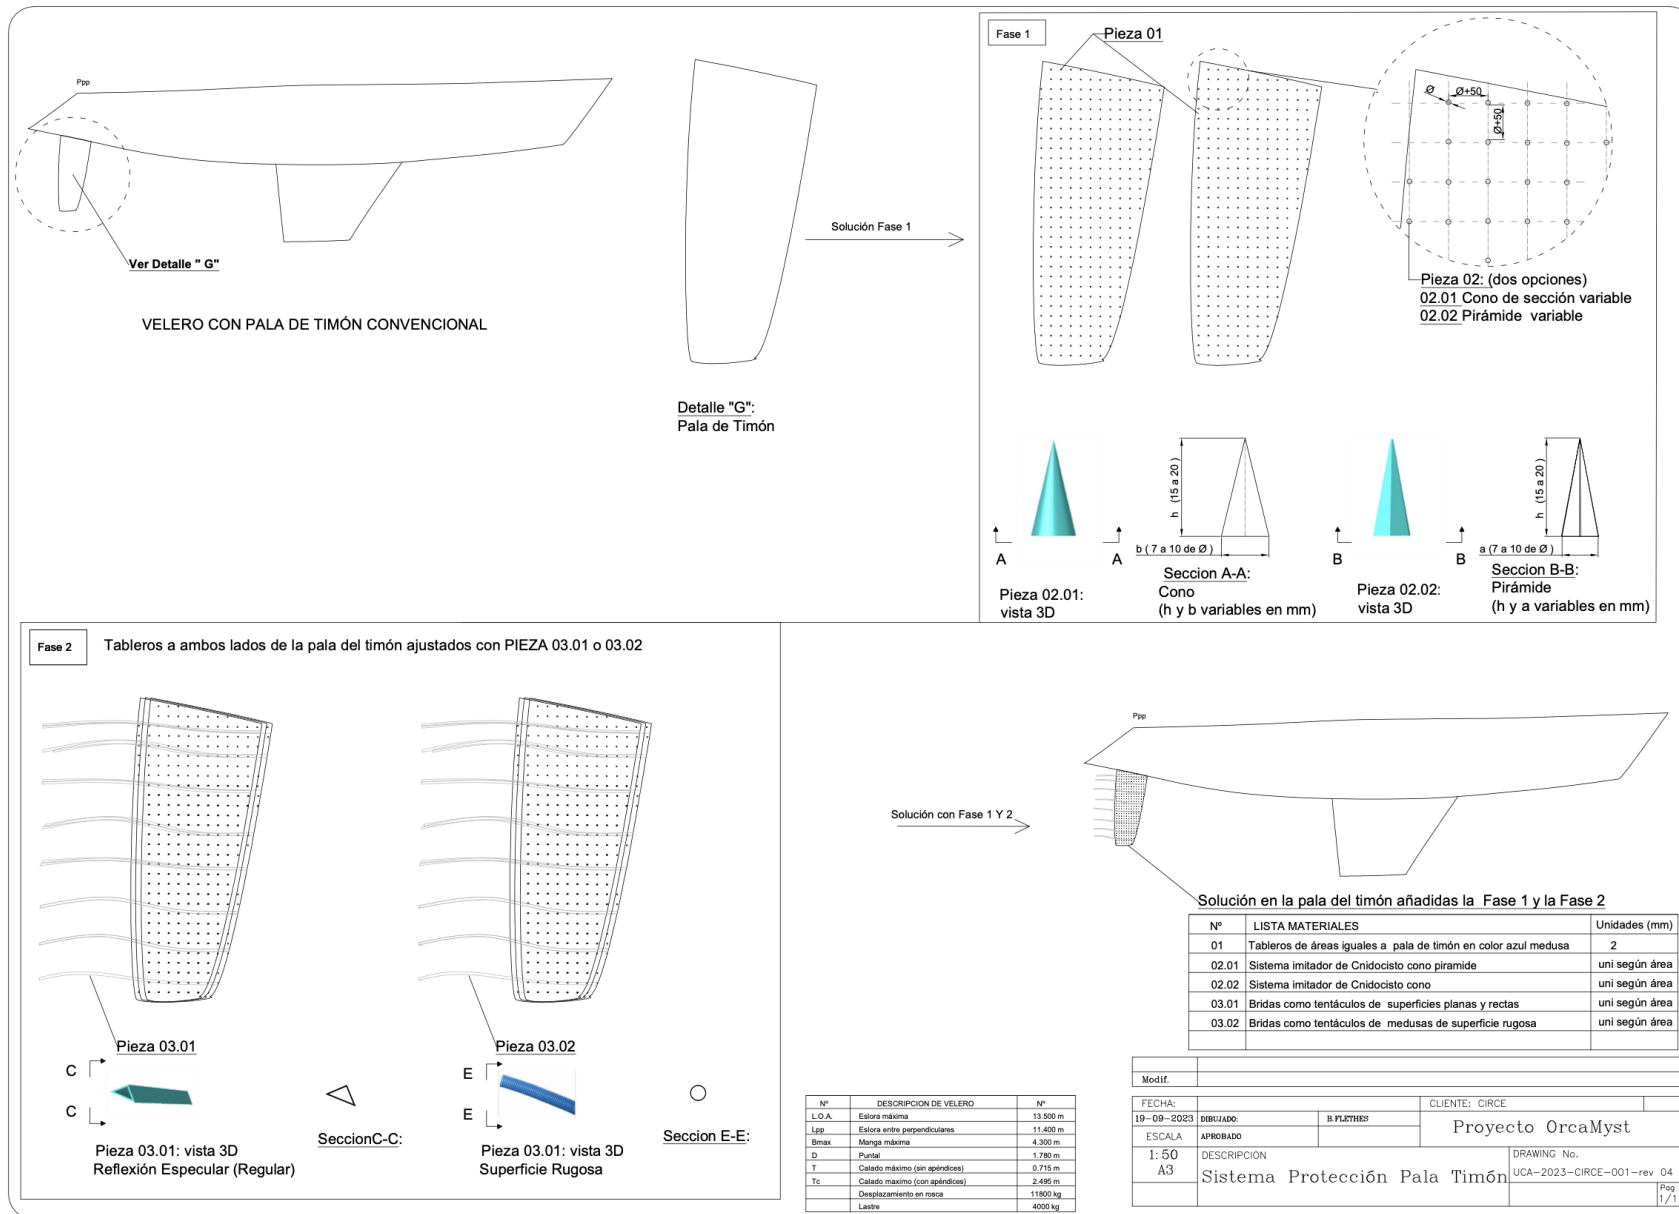 Ppp
Ver Detalle " G"
VELERO CON PALA DE TIMÓN CONVENCIONAL
Detalle "G":
Pala de Timón
Solución Fase 1
Fase 1
Pieza 01
Ø
Ø+50
Ø+50
Pieza 02: (dos opciones)
02.01 Cono de sección variable
02.02 Pirámide variable
A
A
Pieza 02.01:
vista 3D
h (15 a 20 )
b ( 7 a 10 de Ø )
Seccion A-A:
Cono
(h y b variables en mm)
B
B
Pieza 02.02:
vista 3D
h (15 a 20 )
a (7 a 10 de Ø )
Seccion B-B:
Pirámide
(h y a variables en mm)
Fase 2
Tableros a ambos lados de la pala del timón ajustados con PIEZA 03.01 o 03.02
Pieza 03.01
C
C
Pieza 03.01: vista 3D
Reflexión Especular (Regular)
SeccionC-C:
Pieza 03.02
E
E
Pieza 03.01: vista 3D
Superficie Rugosa
Seccion E-E:
Solución con Fase 1 Y 2
Ppp
Solución en la pala del timón añadidas la Fase 1 y la Fase 2
Nº LISTA MATERIALES Unidades (mm)
01 Tableros de áreas iguales a pala de timón en color azul medusa 2
02.01 Sistema imitador de Cnidocisto cono piramide uni según área
02.02 Sistema imitador de Cnidocisto cono uni según área
03.01 Bridas como tentáculos de superficies planas y rectas uni según área
03.02 Bridas como tentáculos de medusas de superficie rugosa uni según área
Nº DESCRIPCION DE VELERO Nº
L.O.A. Eslora máxima 13.500 m
Lpp Eslora entre perpendiculares 11.400 m
Bmax Manga máxima 4.300 m
D Puntal 1.780 m
T Calado máximo (sin apéndices) 0.715 m
Tc Calado maximo (con apéndices) 2.495 m
Desplazamiento en rosca 11800 kg
Lastre 4000 kg
Modif.
FECHA:
19-09-2023
DIBUJADO: B.FLETHES
CLIENTE: CIRCE
Proyecto OrcaMyst
ESCALA
1:50
A3
APROBADO
DESCRIPCION
Sistema Protección Pala Timón
DRAWING No.
UCA-2023-CIRCE-001-rev 04
Pag
1/1